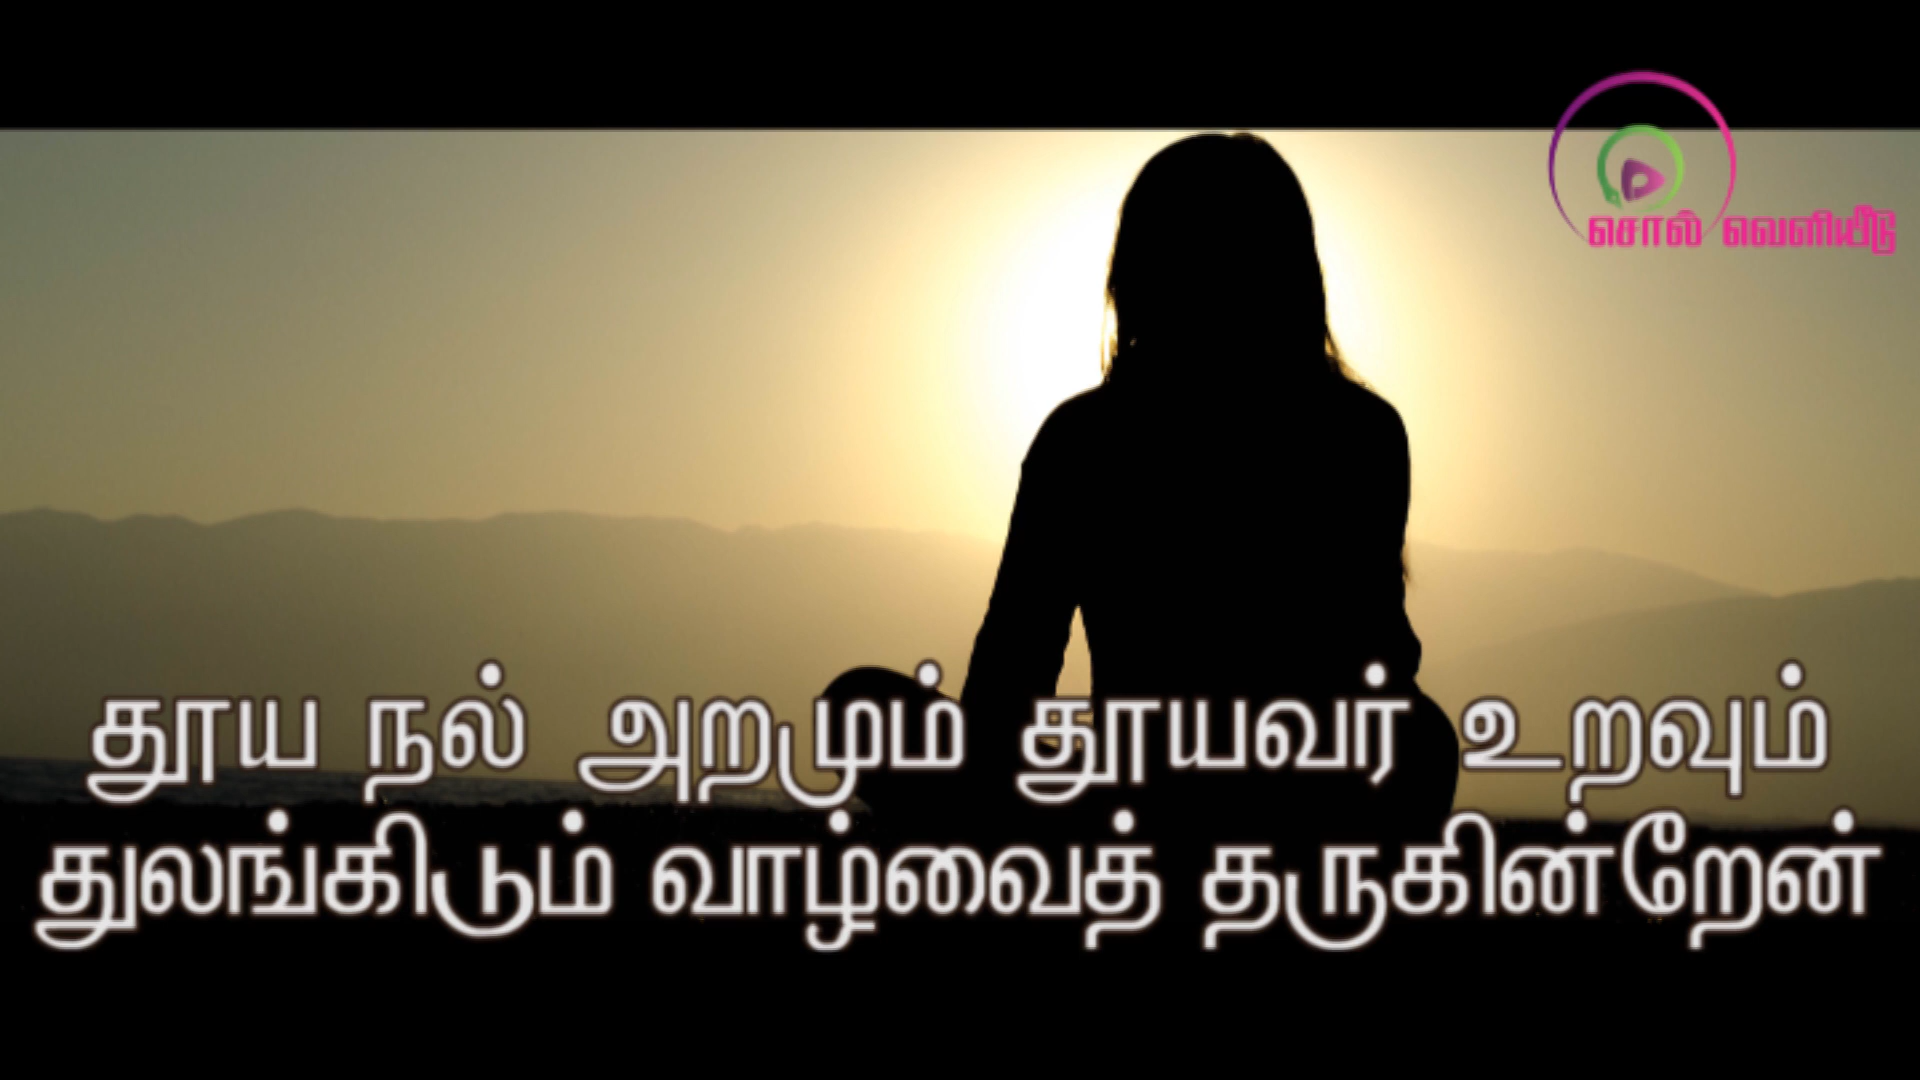 சொல் வெளியீடு
தூய நல் அறமும் தூயவர் உறவும்
துலங்கிடும் வாழ்வைத் தருகின்றேன்